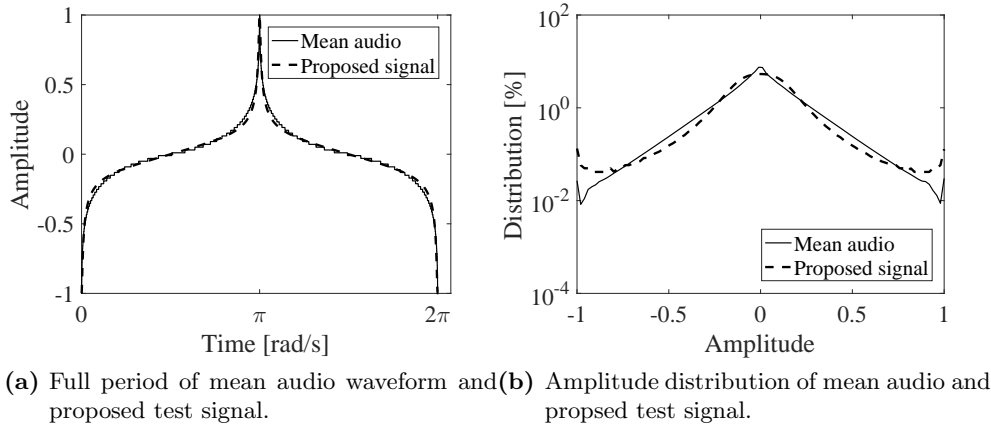 1
0.5
0
-0.5
-1
Amplitude
Mean audio
Proposed signal
0
π
2π
Time [rad/s]
10^2
10^0
10^-2
10^-4
Distribution [%]
Mean audio
Proposed signal
-1
-0.5
0
0.5
1
Amplitude
(a) Full period of mean audio waveform and
proposed test signal.
(b) Amplitude distribution of mean audio and
propsed test signal.